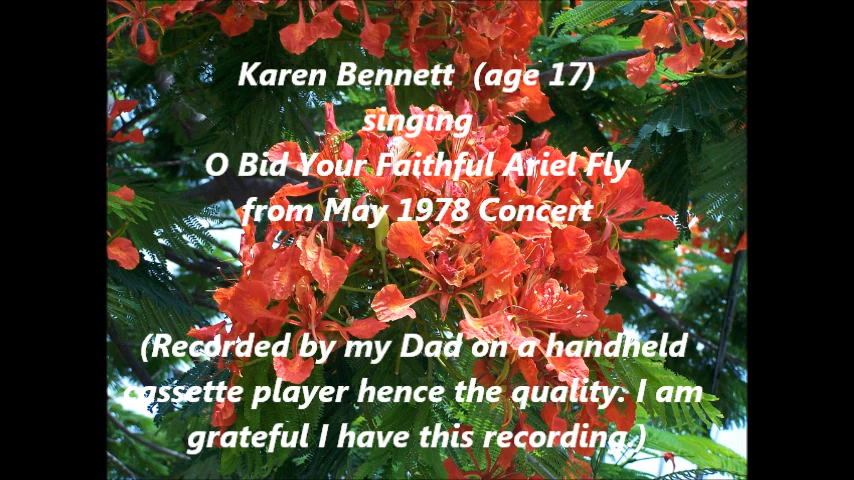 Karen Bennett (age 17)
singing
O Bid Your Faithful Ariel Fly
from May 1978 Concert
(Recorded by my Dad on a handheld
cassette player hence the quality. I am
grateful I have this recording.)